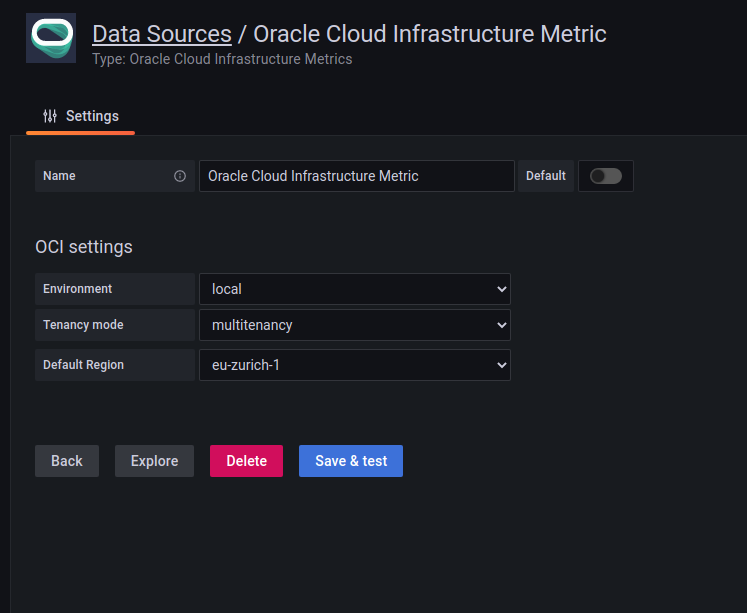 Data Sources / Oracle Cloud Infrastructure Metric
Type: Oracle Cloud Infrastructure Metrics
Settings
Name Oracle Cloud Infrastructure Metric Default
OCI settings
Environment local
Tenancy mode multitenancy
Default Region eu-zurich-1
Back Explore Delete Save & test